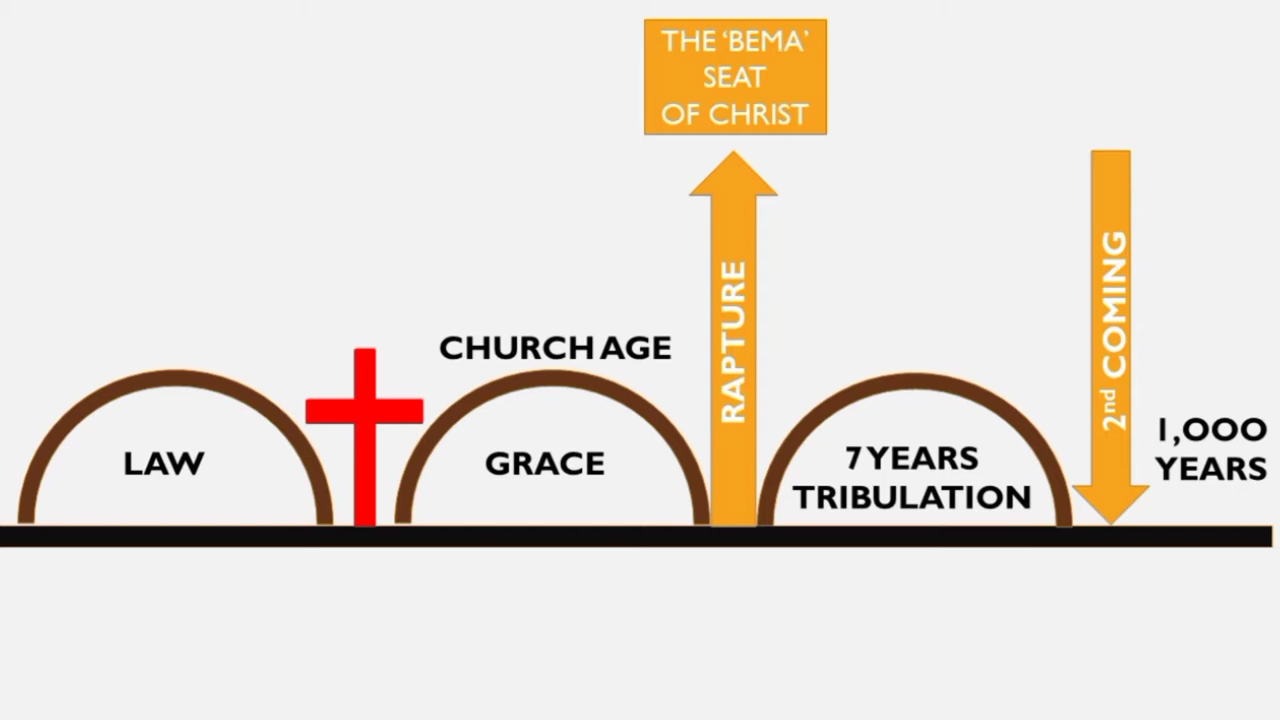 THE ‘BEMA’
SEAT
OF CHRIST
RAPTURE
2nd COMING
CHURCH AGE
LAW
GRACE
7 YEARS
TRIBULATION
1,000
YEARS